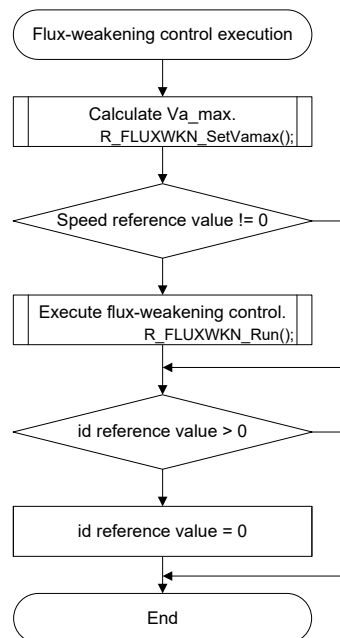 Flux-weakening control execution
Calculate Va_max.
R_FLUXWKN_SetVamax();
Speed reference value != 0
Execute flux-weakening control.
R_FLUXWKN_Run();
id reference value > 0
id reference value = 0
End